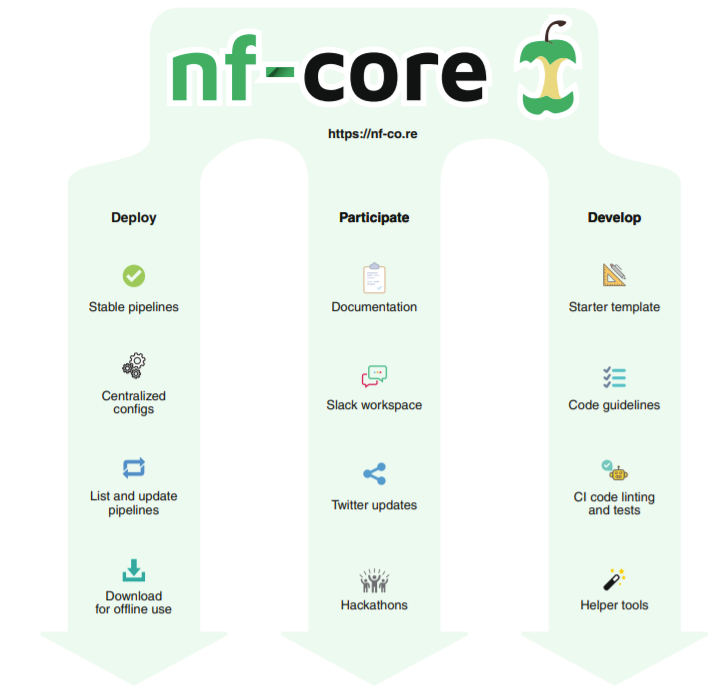 nf-core
https://nf-co.re
Deploy
Stable pipelines
Centralized
configs
List and update
pipelines
Download
for offline use
Participate
Documentation
Slack workspace
Twitter updates
Hackathons
Develop
Starter template
Code guidelines
CI code linting
and tests
Helper tools